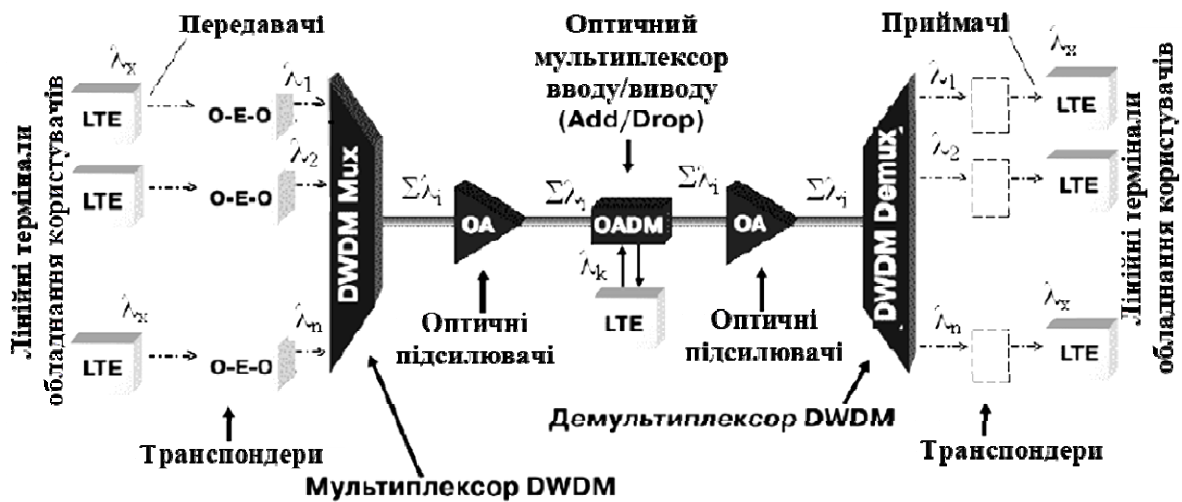 Передавачі
Оптичний
мультиплексор
вводу/виводу
(Add/Drop)
Приймачі
Лінійні термінали
обладнання користувачів
λx
LTE
O-E-O
λ1
LTE
O-E-O
λ2
λx
LTE
O-E-O
λn
DWDM Mux
Σλi
OA
Σλi
OADM
λk
LTE
Σλi
OA
Σλi
DWDM Demux
λ1
λx
LTE
λ2
LTE
λn
λx
LTE
Лінійні термінали
обладнання користувачів
Оптичні
підсилювачі
Оптичні
підсилювачі
Транспондери
Мультиплексор DWDM
Демультиплексор DWDM
Транспондери